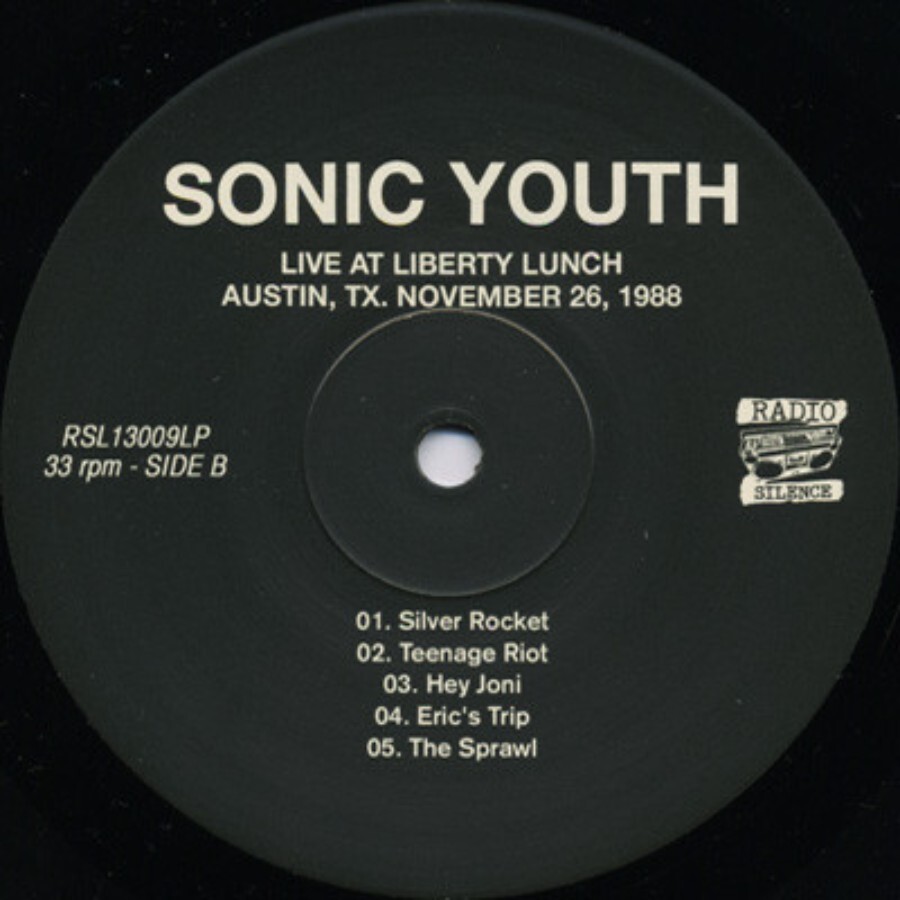 SONIC YOUTH
LIVE AT LIBERTY LUNCH
AUSTIN, TX. NOVEMBER 26, 1988
RSL13009LP
33 rpm - SIDE B
RADIO
SILENCE
01. Silver Rocket
02. Teenage Riot
03. Hey Joni
04. Eric's Trip
05. The Sprawl